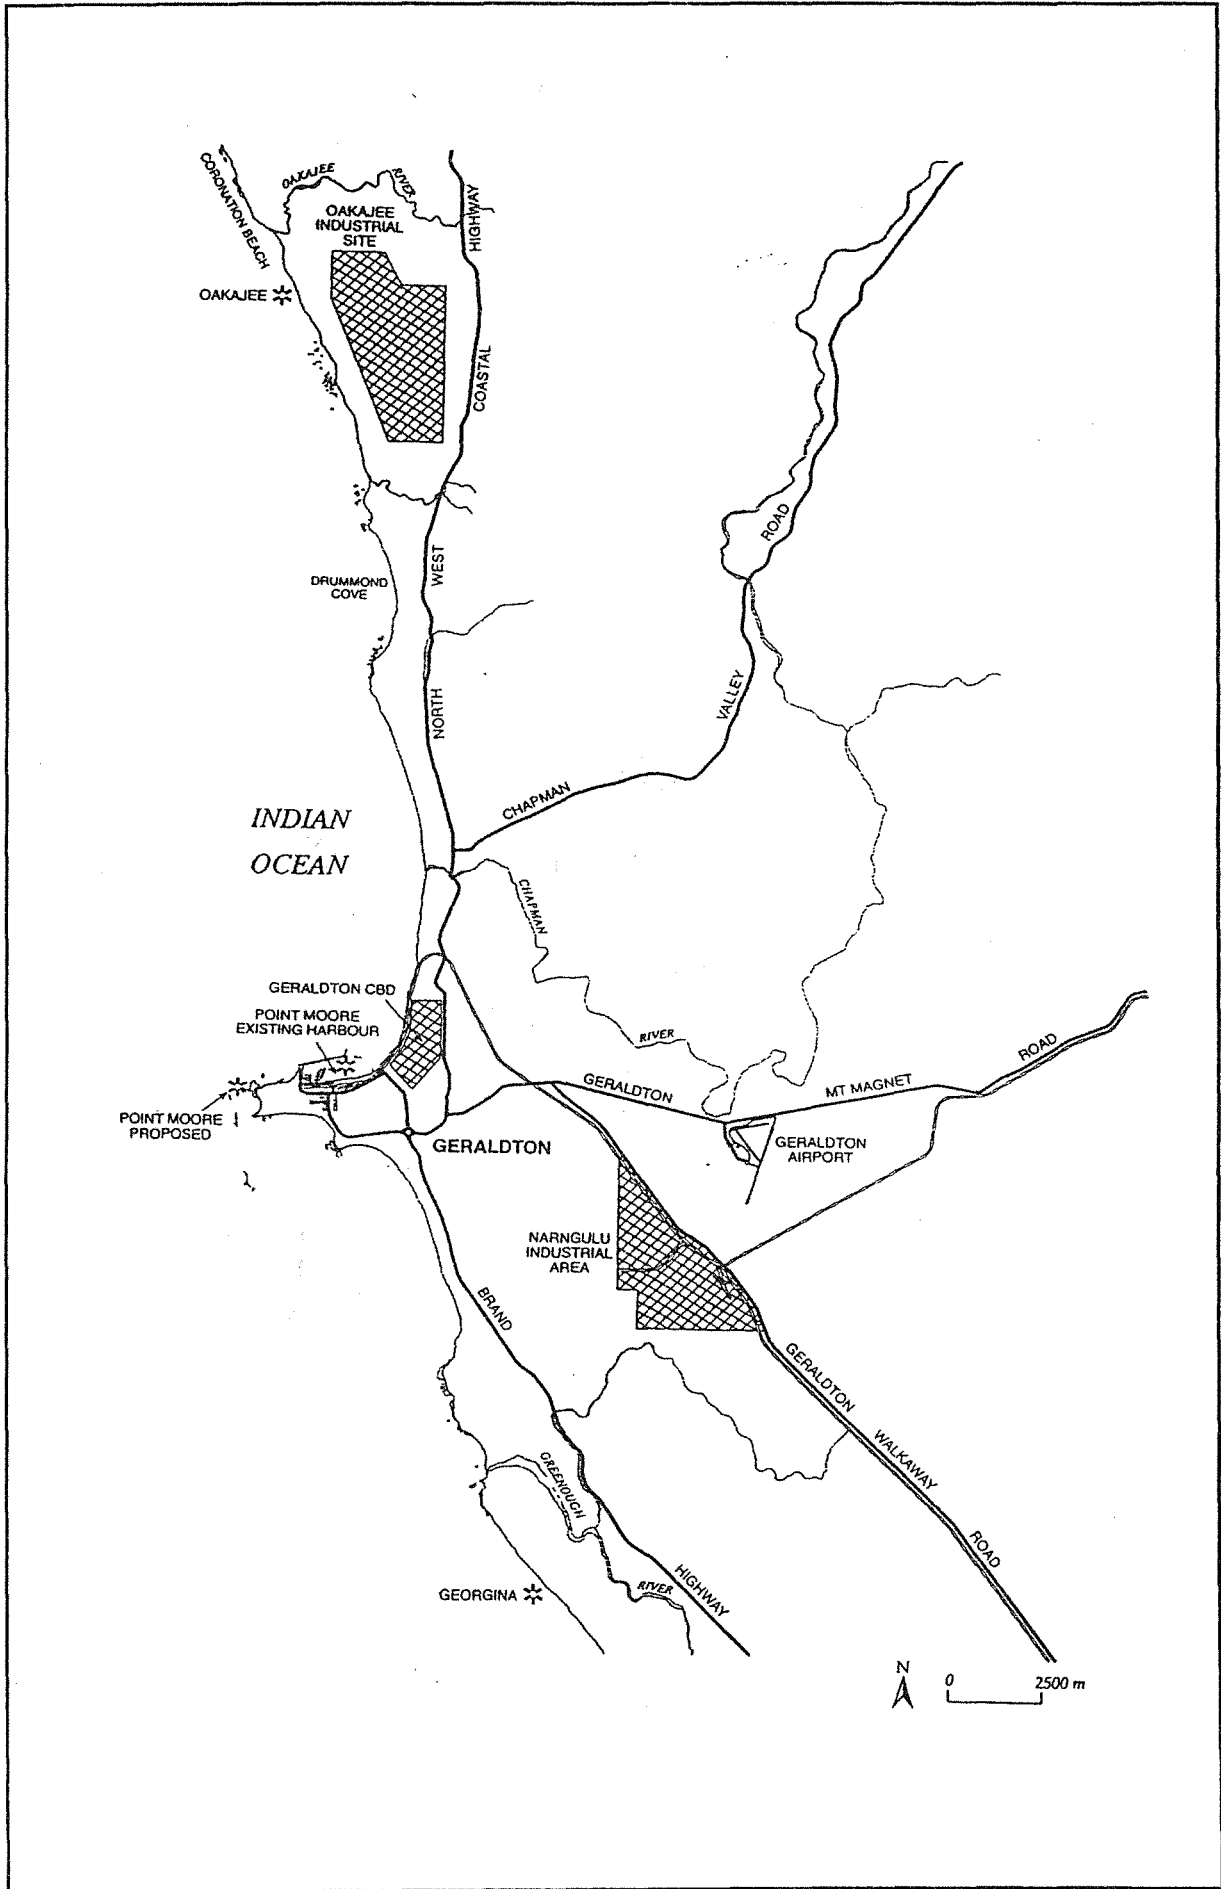 CORONATION BEACH
OAKAJEE
RIVER
OAKAJEE
INDUSTRIAL
SITE
HIGHWAY
OAKAJEE
COASTAL
ROAD
WEST
DRUMMOND
COVE
VALLEY
NORTH
CHAPMAN
INDIAN
OCEAN
CHAPMAN
GERALDTON CBD
POINT MOORE
EXISTING HARBOUR
RIVER
ROAD
GERALDTON
MT MAGNET
POINT MOORE
PROPOSED
GERALDTON
GERALDTON
AIRPORT
NARNGULU
INDUSTRIAL
AREA
BRAND
GERALDTON
WALKAWAY
GREENOUGH
ROAD
GEORGINA
RIVER
HIGHWAY
N
0
2500 m